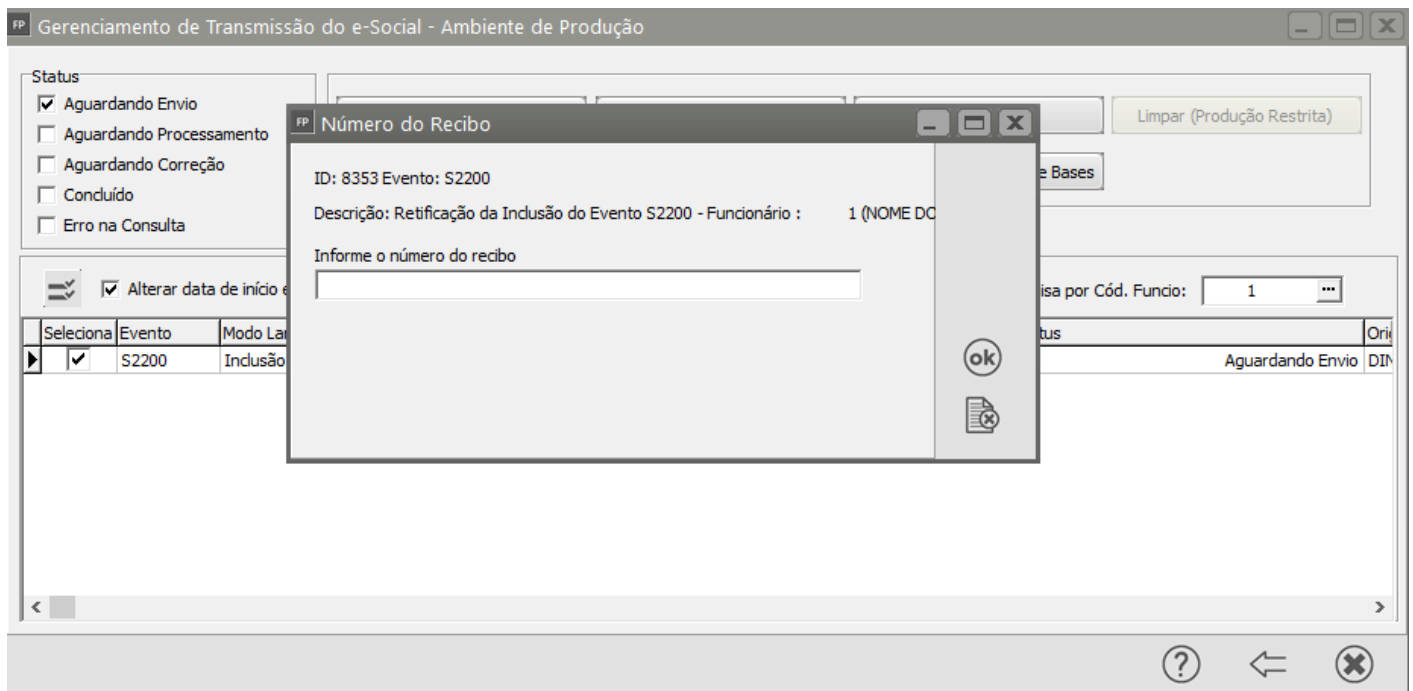 FP Gerenciamento de Transmissão do e-Social - Ambiente de Produção
Status
Aguardando Envio
Aguardando Processamento
Aguardando Correção
Concluído
Erro na Consulta
Limpar (Produção Restrita)
e Bases
FP Número do Recibo
ID: 8353 Evento: S2200
Descrição: Retificação da Inclusão do Evento S2200 - Funcionário : 1 (NOME DO
Informe o número do recibo
ok
Alterar data de início e
isa por Cód. Funcio: 1 ...
Seleciona Evento Modo Lan tus Orig
S2200 Inclusão Aguardando Envio DIN